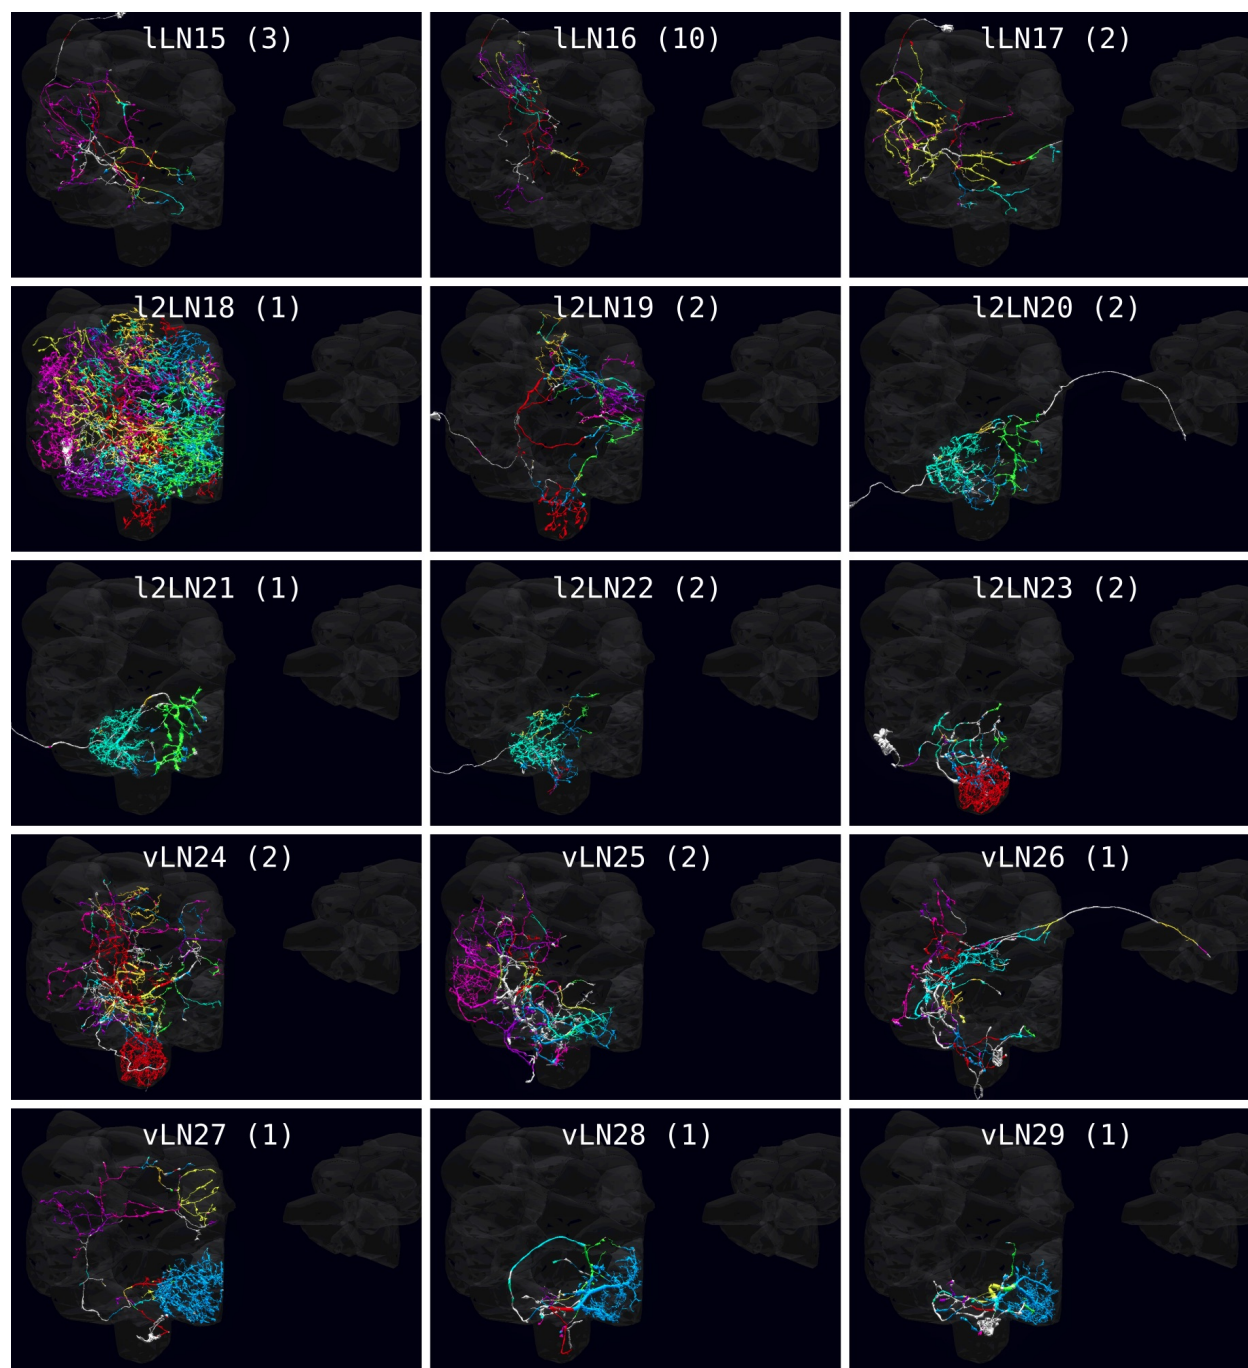 lLN15 (3)
lLN16 (10)
lLN17 (2)
l2LN18 (1)
l2LN19 (2)
l2LN20 (2)
l2LN21 (1)
l2LN22 (2)
l2LN23 (2)
vLN24 (2)
vLN25 (2)
vLN26 (1)
vLN27 (1)
vLN28 (1)
vLN29 (1)